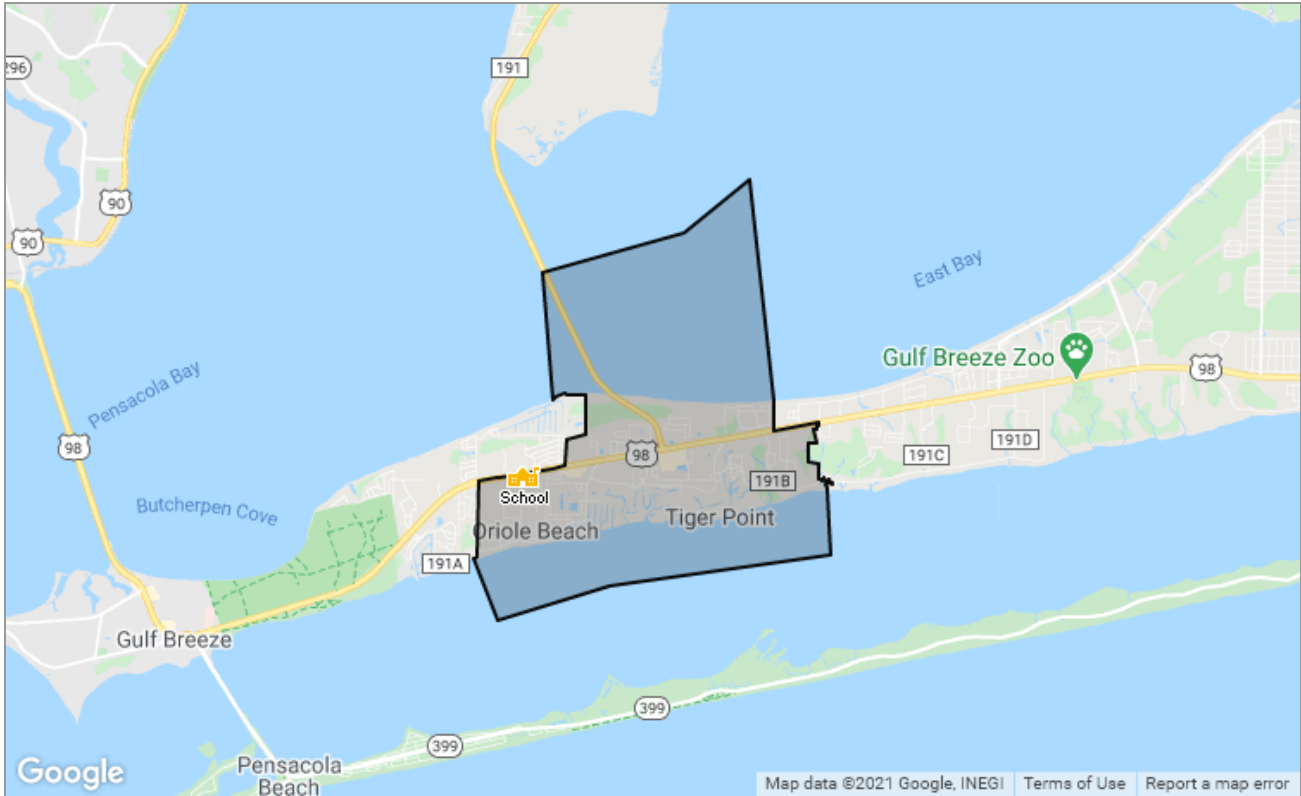 296
191
90
90
East Bay
Gulf Breeze Zoo
98
Pensacola Bay
98
98
191D
191C
191B
School
Butcherpen Cove
Tiger Point
Oriole Beach
191A
Gulf Breeze
399
399
Pensacola
Beach
Google
Map data ©2021 Google, INEGI
Terms of Use
Report a map error